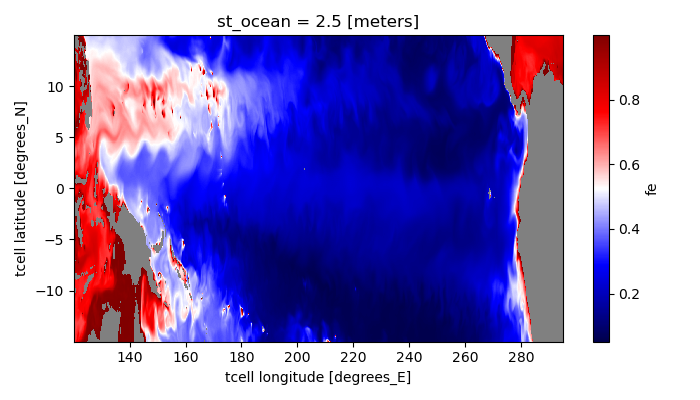 st_ocean = 2.5 [meters]
10
5
0
−5
−10
tcell latitude [degrees_N]
140 160 180 200 220 240 260 280
tcell longitude [degrees_E]
0.8
0.6
0.4
0.2
fe